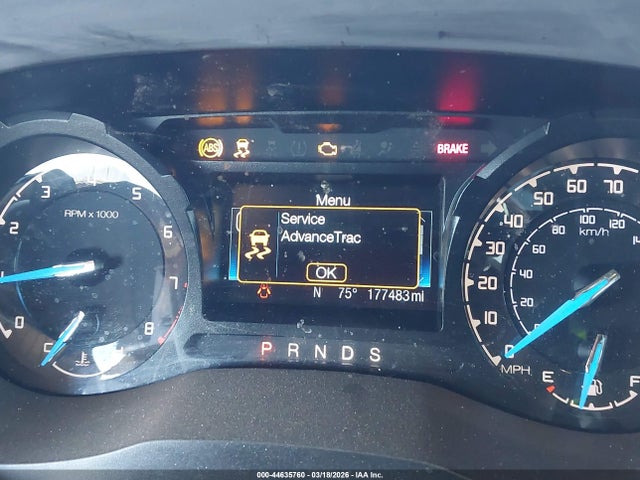 ABS BRAKE
Menu
Service
AdvanceTrac
OK
N 75° 177483mi
P R N D S
RPM x 1000
0
2
3
4
5
6
7
8
C
MPH
0
10
20
30
40
50
60
70
km/h
0
20
40
60
80
100
120
E F
000-44635760 - 03/18/2026 - IAA Inc.